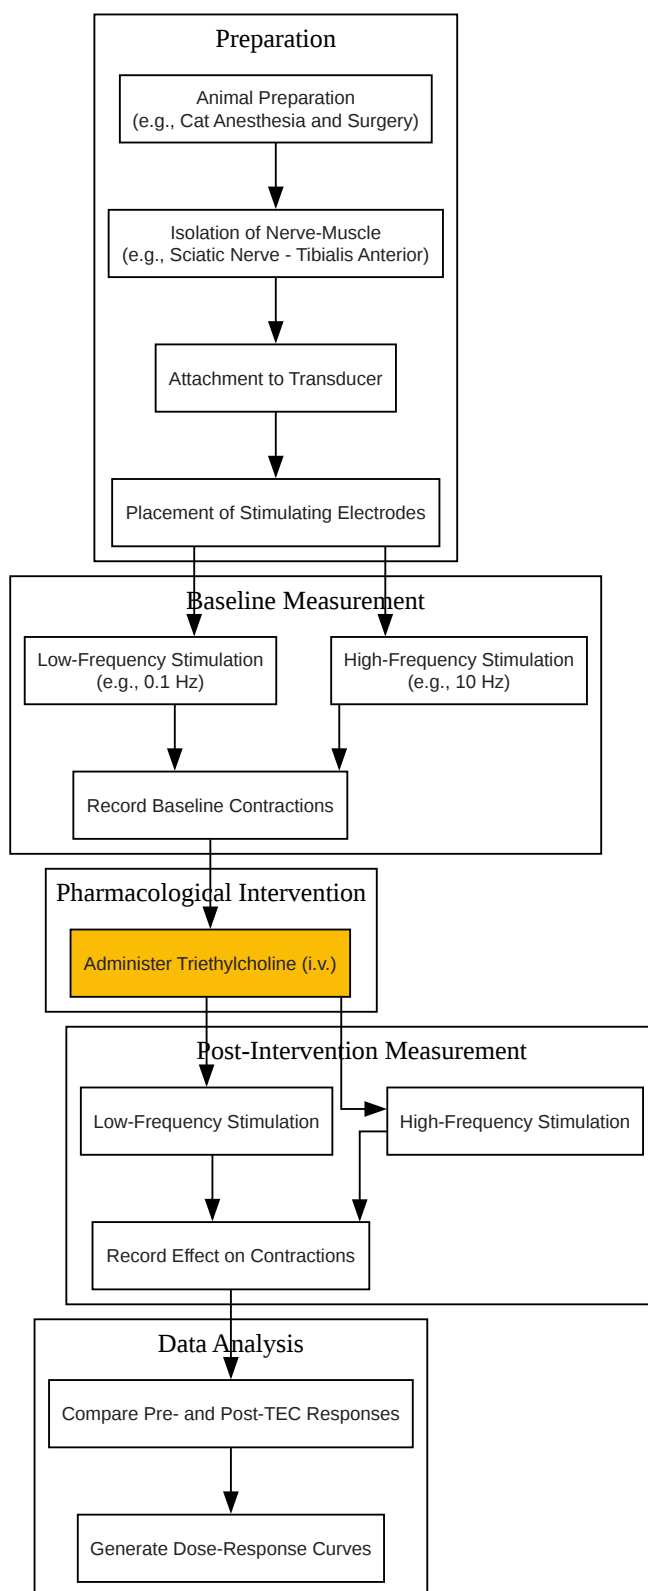 Preparation
Animal Preparation
(e.g., Cat Anesthesia and Surgery)
Isolation of Nerve-Muscle
(e.g., Sciatic Nerve - Tibialis Anterior)
Attachment to Transducer
Placement of Stimulating Electrodes
Baseline Measurement
Low-Frequency Stimulation
(e.g., 0.1 Hz)
High-Frequency Stimulation
(e.g., 10 Hz)
Record Baseline Contractions
Pharmacological Intervention
Administer Triethylcholine (i.v.)
Post-Intervention Measurement
Low-Frequency Stimulation
High-Frequency Stimulation
Record Effect on Contractions
Data Analysis
Compare Pre- and Post-TEC Responses
Generate Dose-Response Curves